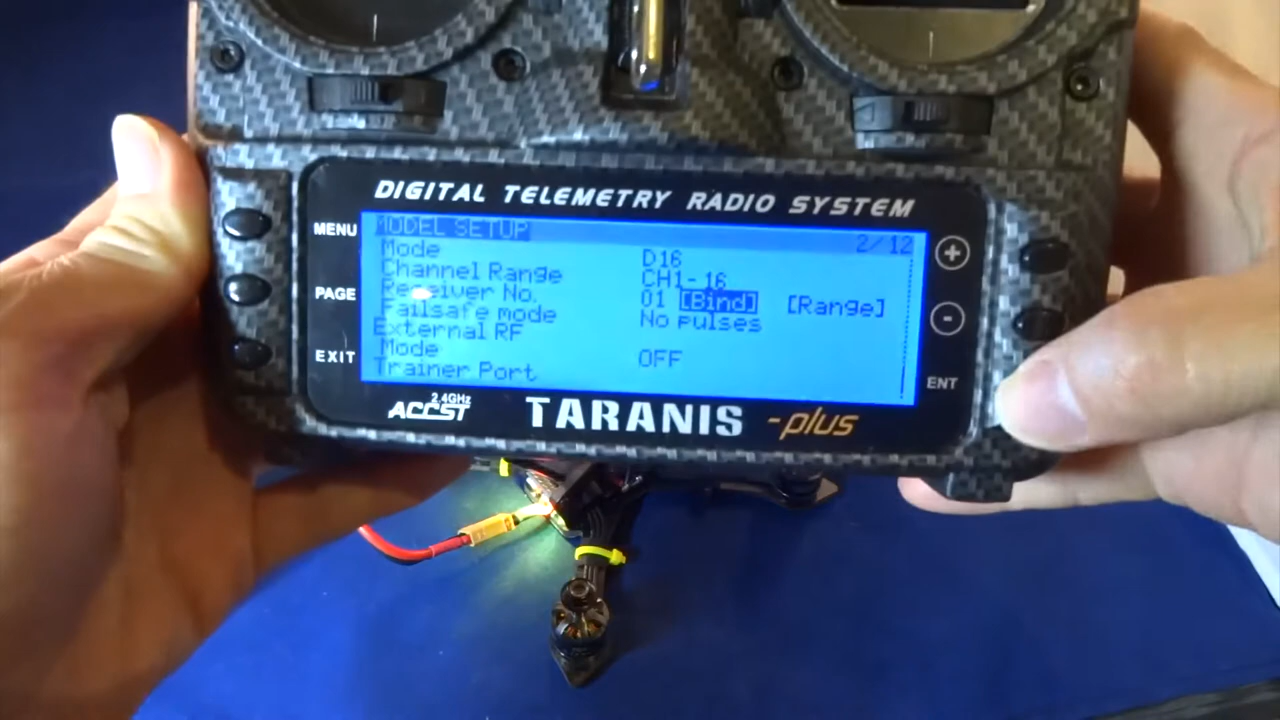 DIGITAL TELEMETRY RADIO SYSTEM
MENU
PAGE
EXIT
MODEL SETUP 2/12
Mode D16
Channel Range CH1-16
Receiver No. 01 [Bind] [Range]
Failsafe mode No pulses
External RF
Mode OFF
Trainer Port
+
-
ENT
2.4GHz
ACCST
TARANIS -plus